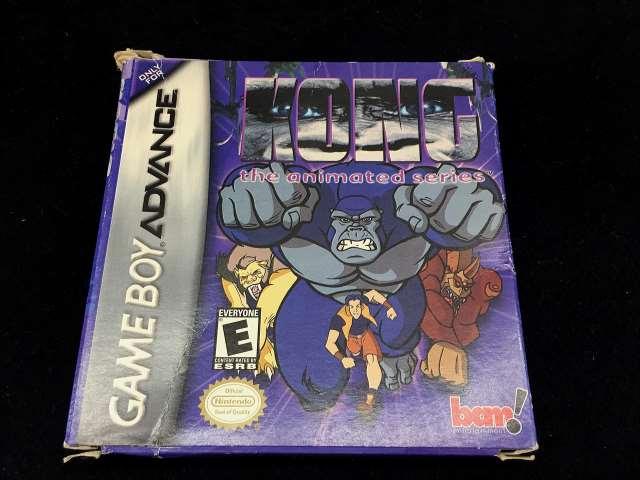 ONLY
FOR
GAME BOY ADVANCE
KONG
the animated series
EVERYONE
E
CONTENT RATED BY
ESRB
Official
Nintendo
Seal of Quality
bam!
entertainment